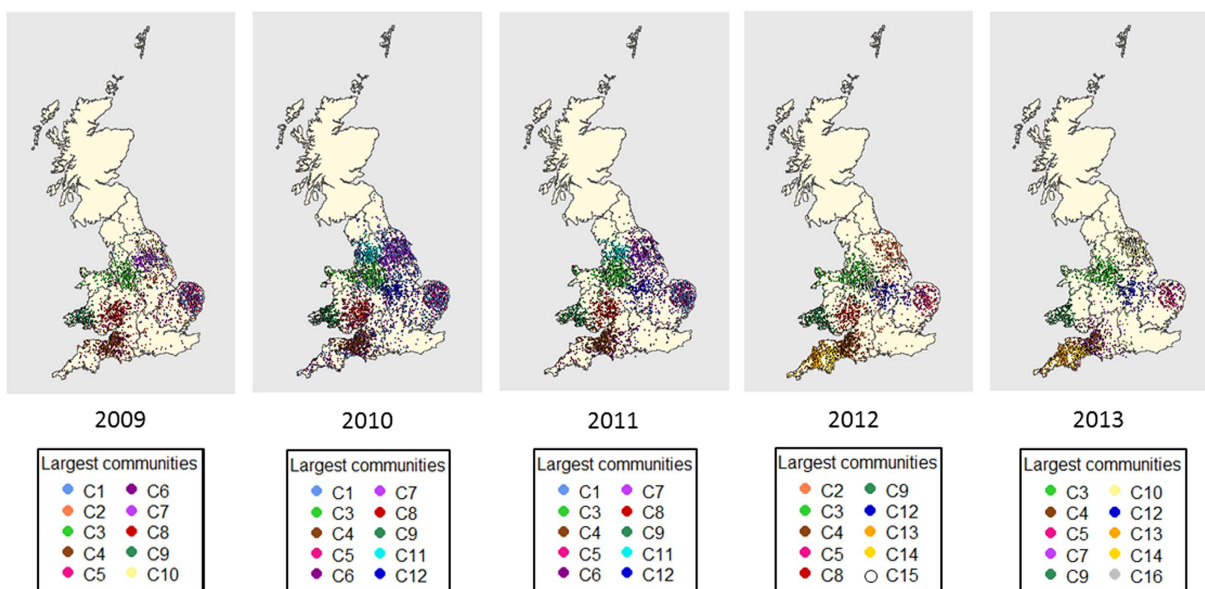 2009 2010 2011 2012 2013
Largest communities Largest communities Largest communities Largest communities Largest communities
C1 C6 C1 C7 C1 C7 C2 C9 C3 C10
C2 C7 C3 C8 C3 C8 C3 C12 C4 C12
C3 C8 C4 C9 C4 C9 C4 C13 C5 C13
C4 C9 C5 C11 C5 C11 C5 C14 C7 C14
C5 C10 C6 C12 C6 C12 C8 C15 C9 C16